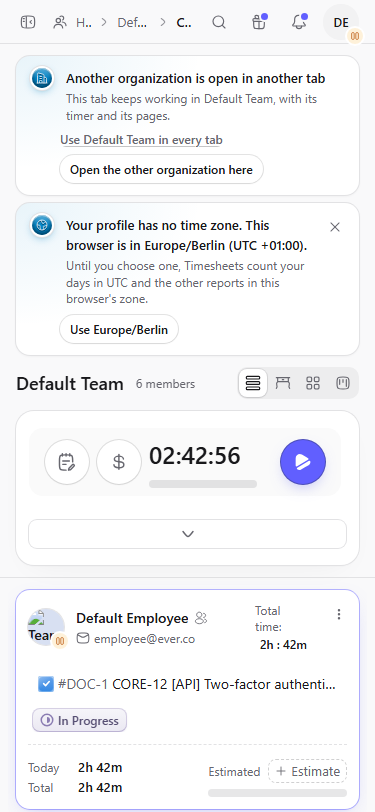 H.. > Def... > C..
DE
Another organization is open in another tab
This tab keeps working in Default Team, with its
timer and its pages.
Use Default Team in every tab
Open the other organization here
Your profile has no time zone. This
browser is in Europe/Berlin (UTC +01:00).
Until you choose one, Timesheets count your
days in UTC and the other reports in this
browser's zone.
Use Europe/Berlin
Default Team 6 members
02:42:56
Default Employee
employee@ever.co
Total
time:
2h : 42m
Team
#DOC-1 CORE-12 [API] Two-factor authenti...
In Progress
Today 2h 42m
Total 2h 42m
Estimated + Estimate